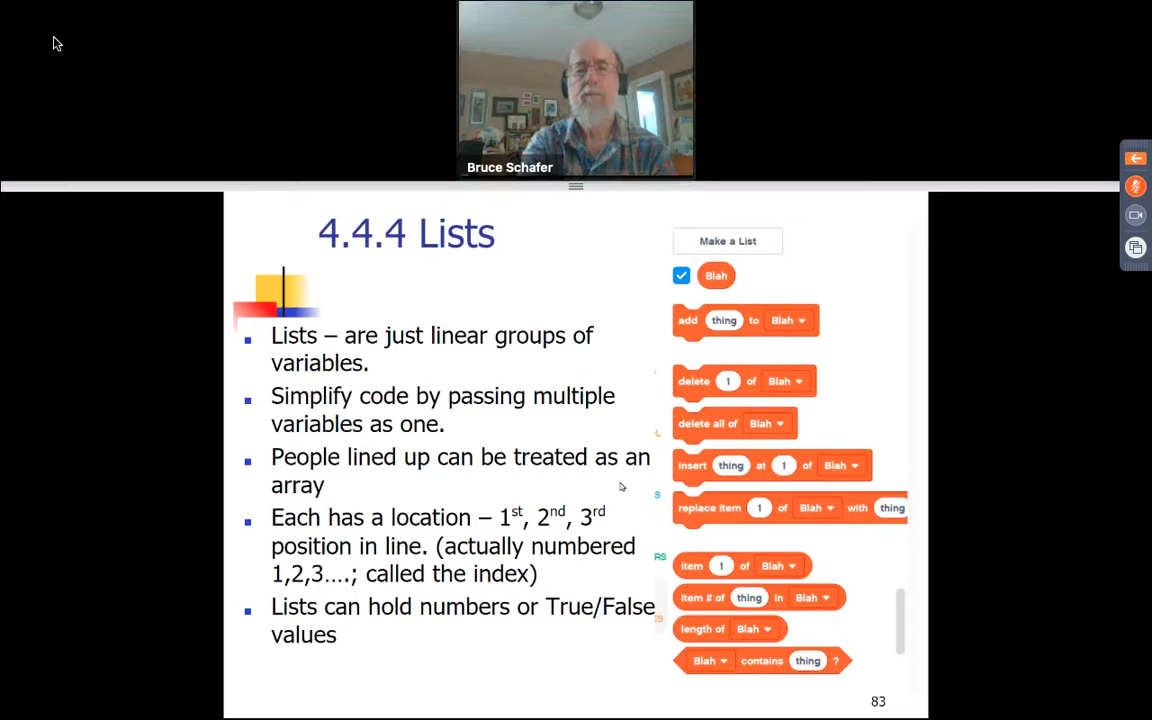 Bruce Schafer
4.4.4 Lists
Lists – are just linear groups of
variables.
Simplify code by passing multiple
variables as one.
People lined up can be treated as an
array
Each has a location – 1st, 2nd, 3rd
position in line. (actually numbered
1,2,3….; called the index)
Lists can hold numbers or True/False
values
Make a List
Blah
add thing to Blah
delete 1 of Blah
delete all of Blah
insert thing at 1 of Blah
replace item 1 of Blah with thing
item 1 of Blah
item # of thing in Blah
length of Blah
Blah contains thing ?
L
S
RS
ES
83